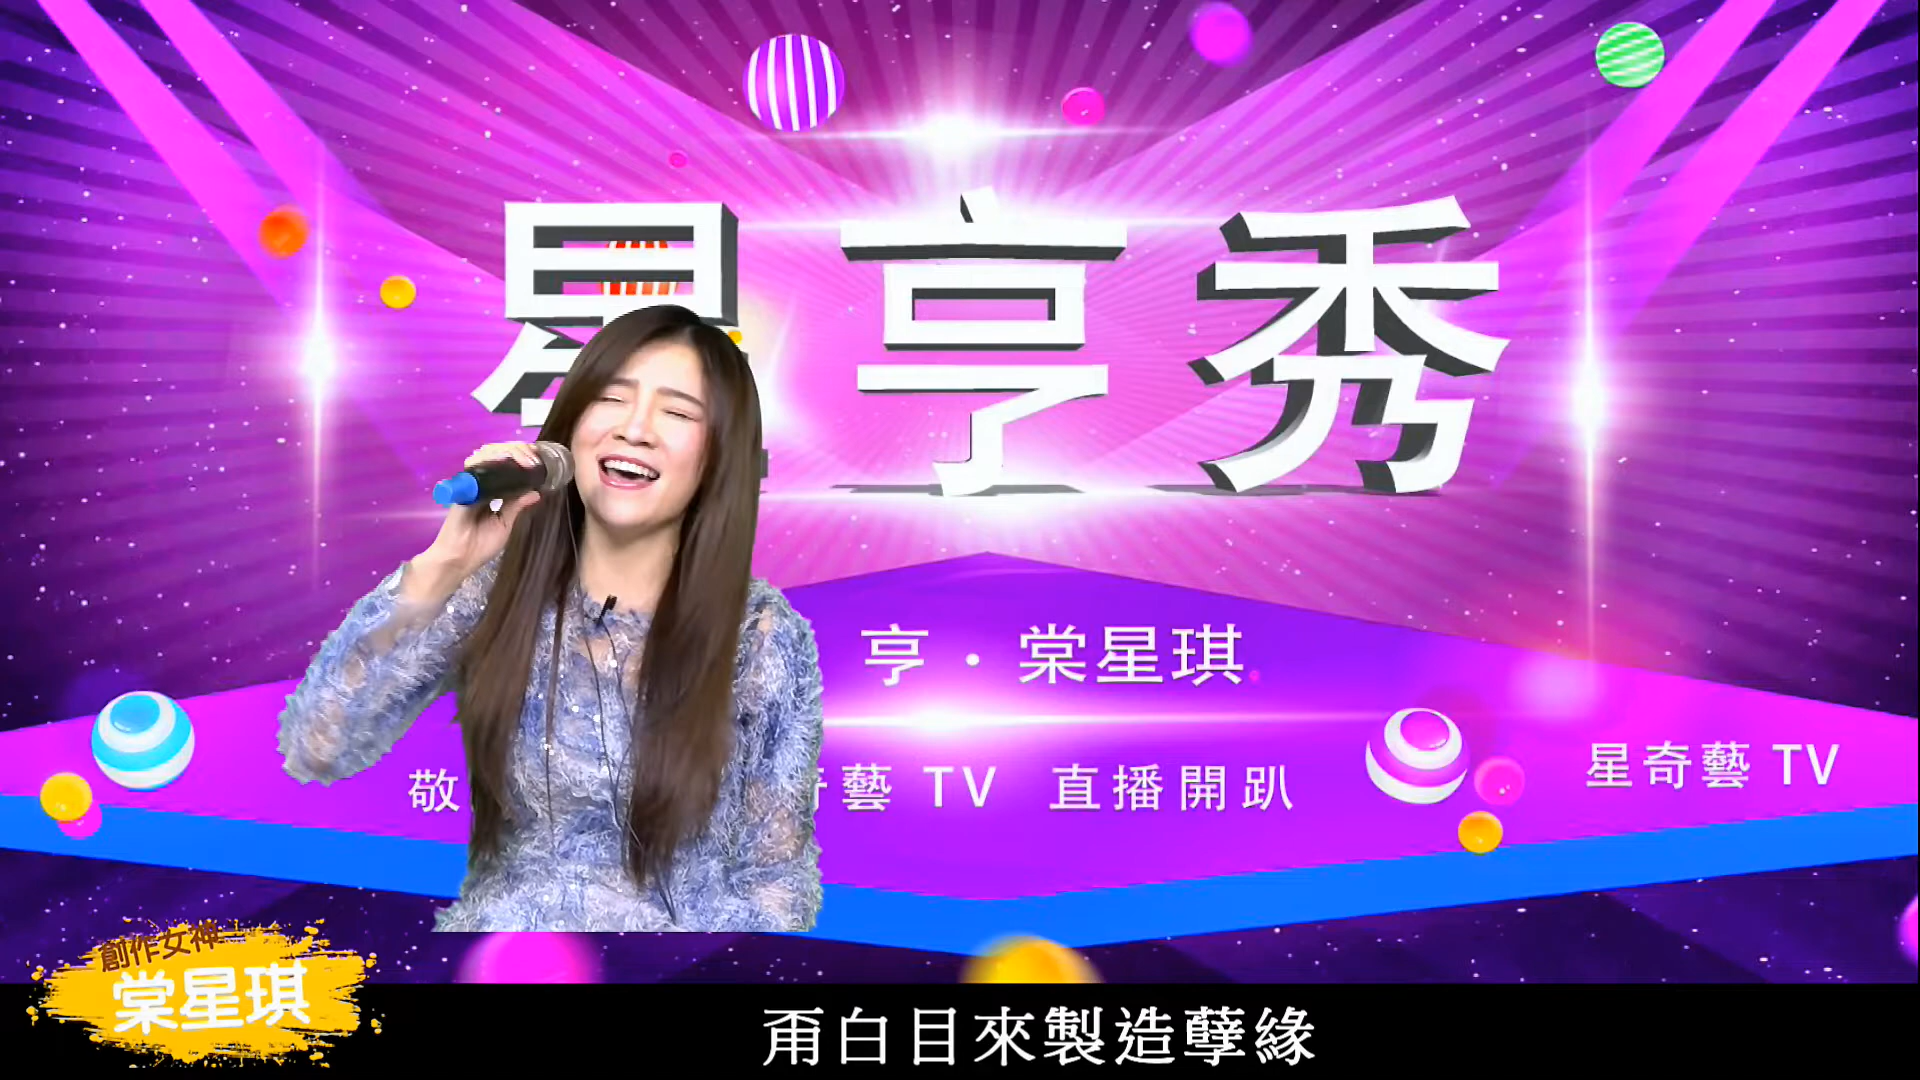 星亨秀
亨·棠星琪
敬 藝 TV 直播開趴
星奇藝 TV
創作女神
棠星琪
甭白目來製造孽緣